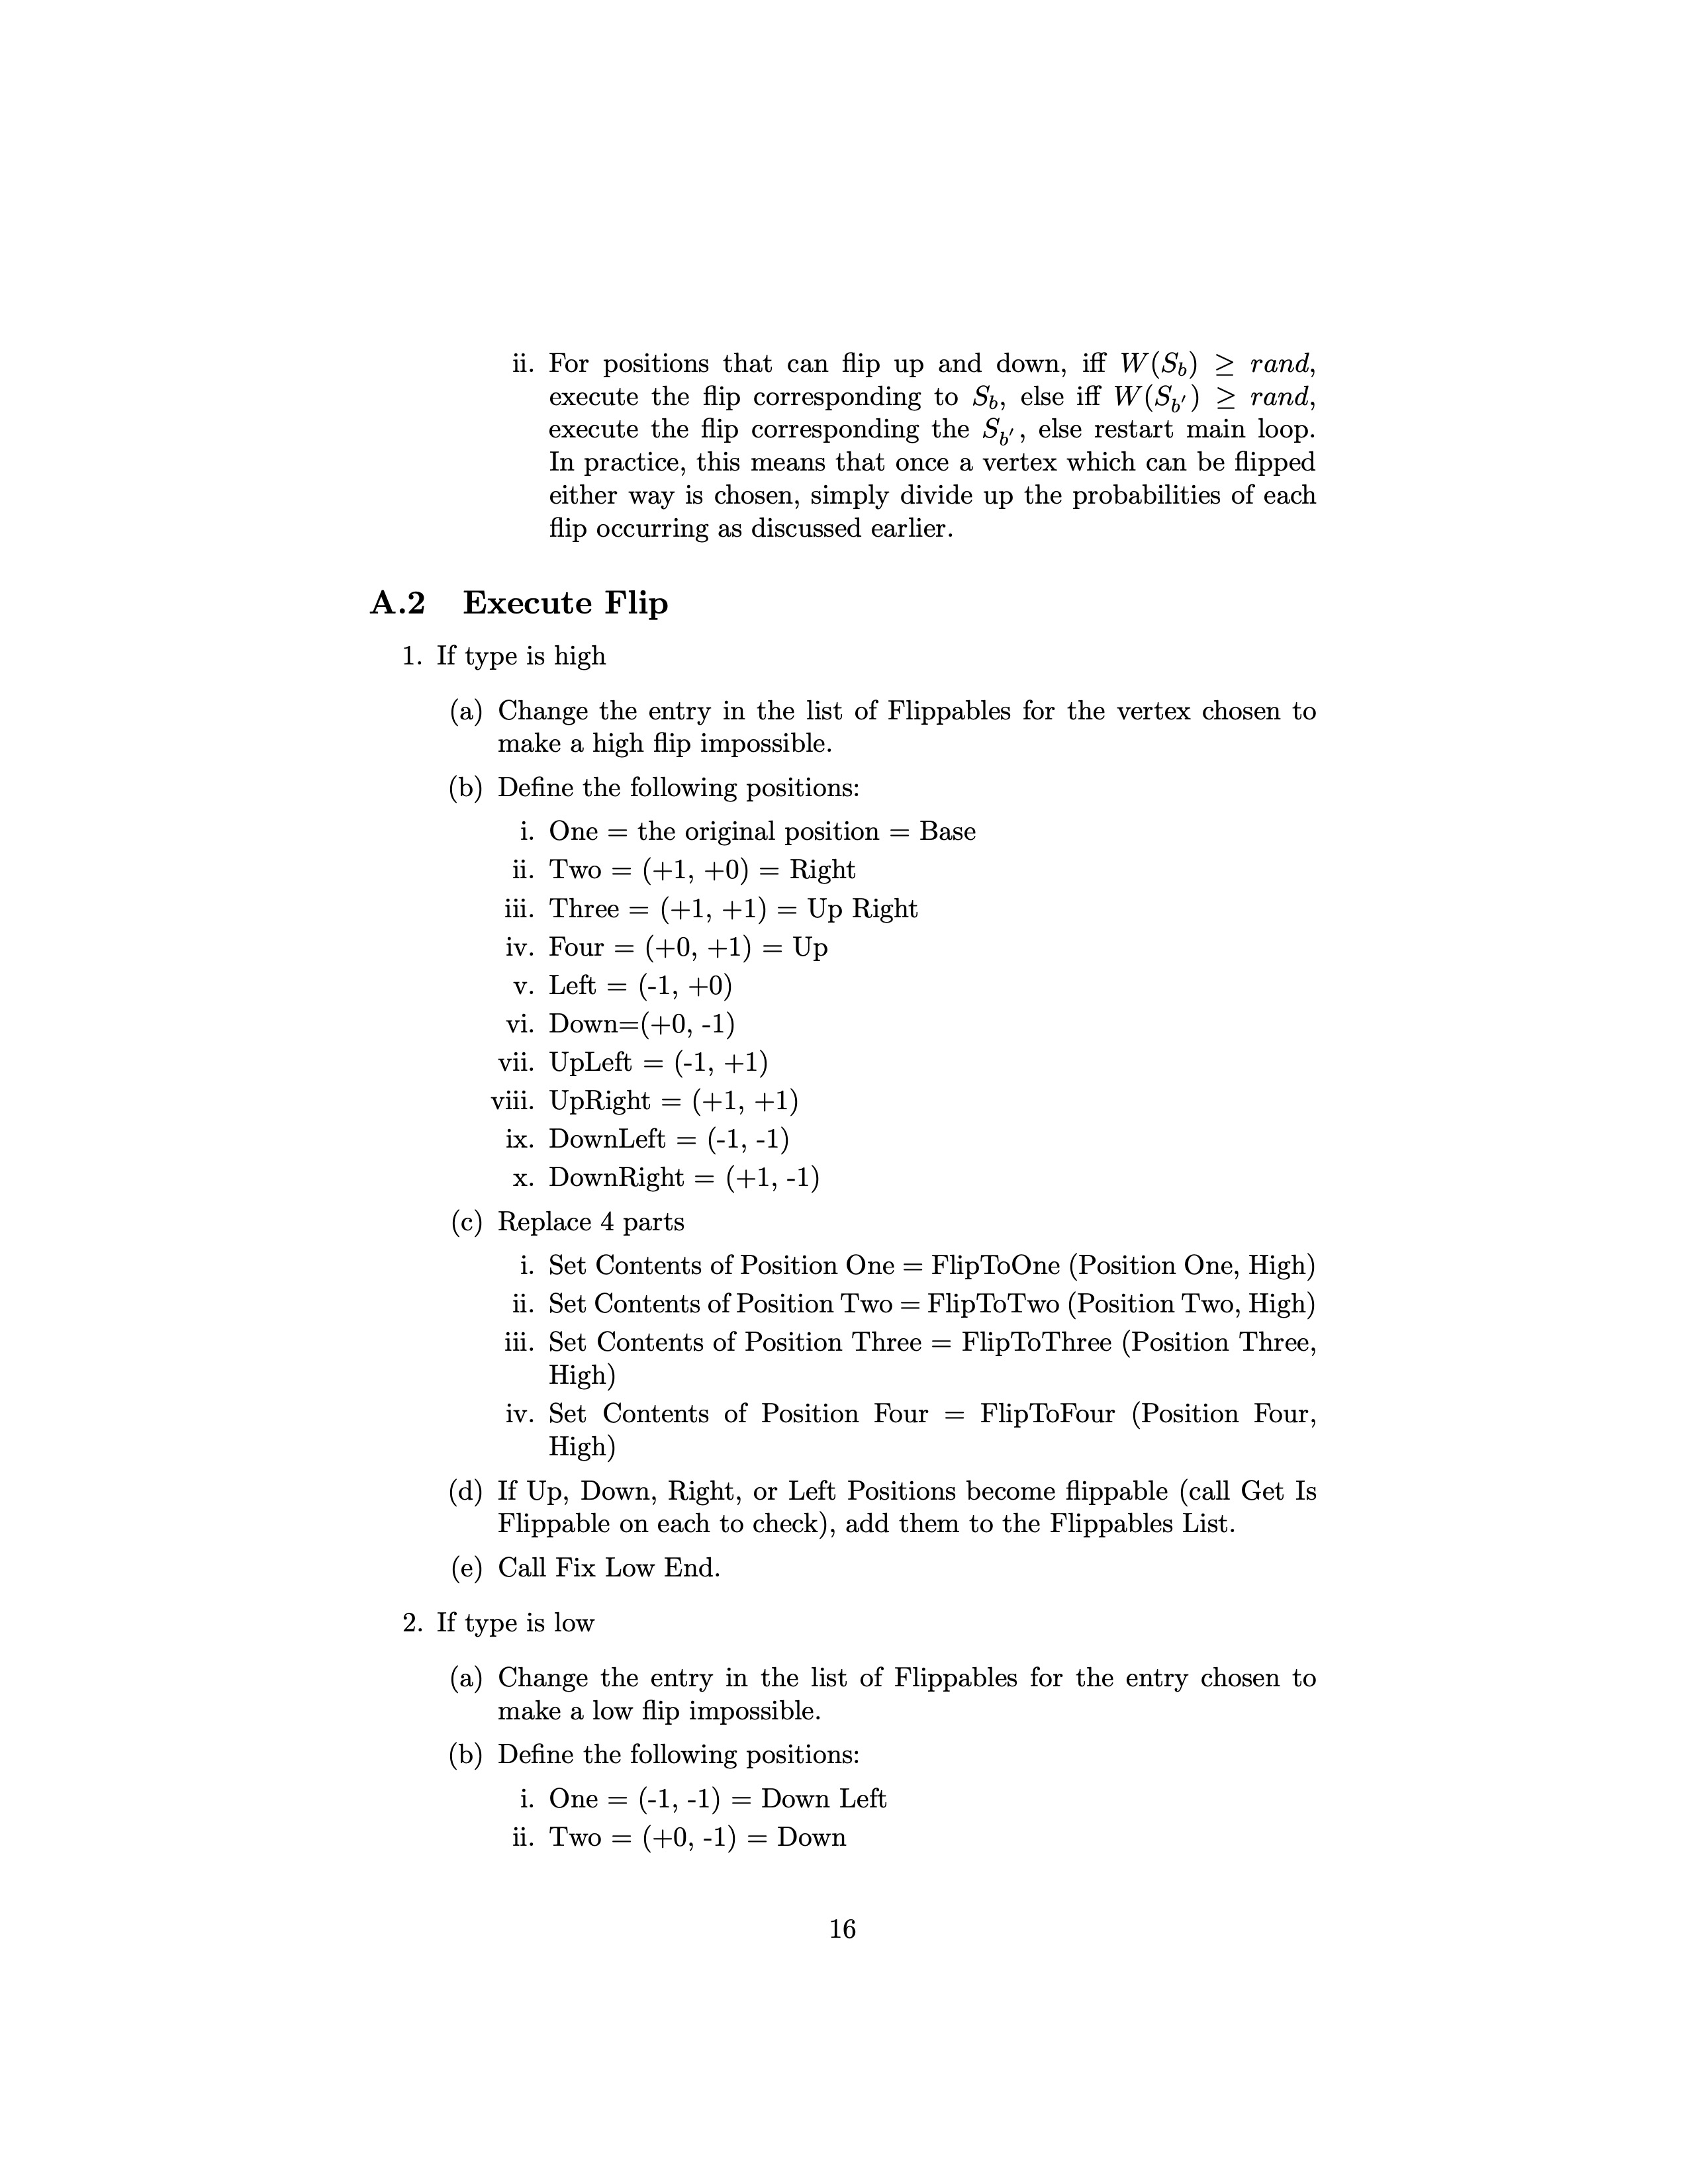 ii. For positions that can flip up and down, iff W(S_b) ≥ rand,
execute the flip corresponding to S_b, else iff W(S_b′) ≥ rand,
execute the flip corresponding the S_b′, else restart main loop.
In practice, this means that once a vertex which can be flipped
either way is chosen, simply divide up the probabilities of each
flip occurring as discussed earlier.
A.2 Execute Flip
1. If type is high
(a) Change the entry in the list of Flippables for the vertex chosen to
make a high flip impossible.
(b) Define the following positions:
i. One = the original position = Base
ii. Two = (+1, +0) = Right
iii. Three = (+1, +1) = Up Right
iv. Four = (+0, +1) = Up
v. Left = (-1, +0)
vi. Down=(+0, -1)
vii. UpLeft = (-1, +1)
viii. UpRight = (+1, +1)
ix. DownLeft = (-1, -1)
x. DownRight = (+1, -1)
(c) Replace 4 parts
i. Set Contents of Position One = FlipToOne (Position One, High)
ii. Set Contents of Position Two = FlipToTwo (Position Two, High)
iii. Set Contents of Position Three = FlipToThree (Position Three,
High)
iv. Set Contents of Position Four = FlipToFour (Position Four,
High)
(d) If Up, Down, Right, or Left Positions become flippable (call Get Is
Flippable on each to check), add them to the Flippables List.
(e) Call Fix Low End.
2. If type is low
(a) Change the entry in the list of Flippables for the entry chosen to
make a low flip impossible.
(b) Define the following positions:
i. One = (-1, -1) = Down Left
ii. Two = (+0, -1) = Down
16